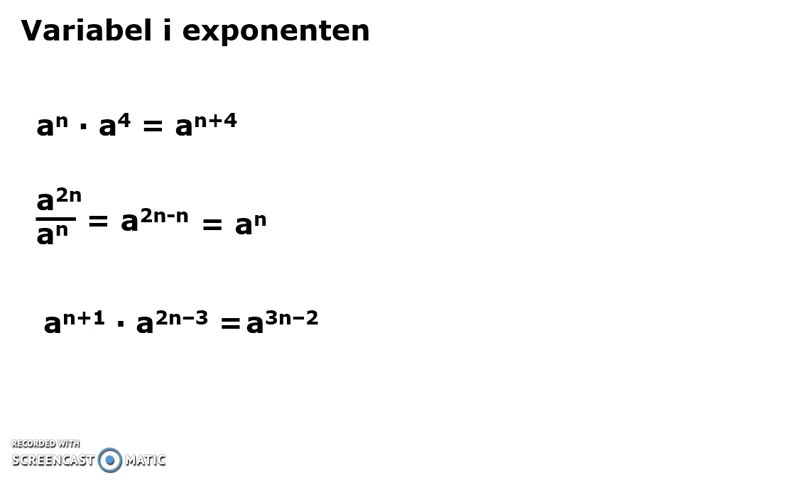 Variabel i exponenten
aⁿ · a⁴ = aⁿ⁺⁴
a²ⁿ/aⁿ = a²ⁿ⁻ⁿ = aⁿ
aⁿ⁺¹ · a²ⁿ⁻³ = a³ⁿ⁻²
RECORDED WITH
SCREENCAST MATIC